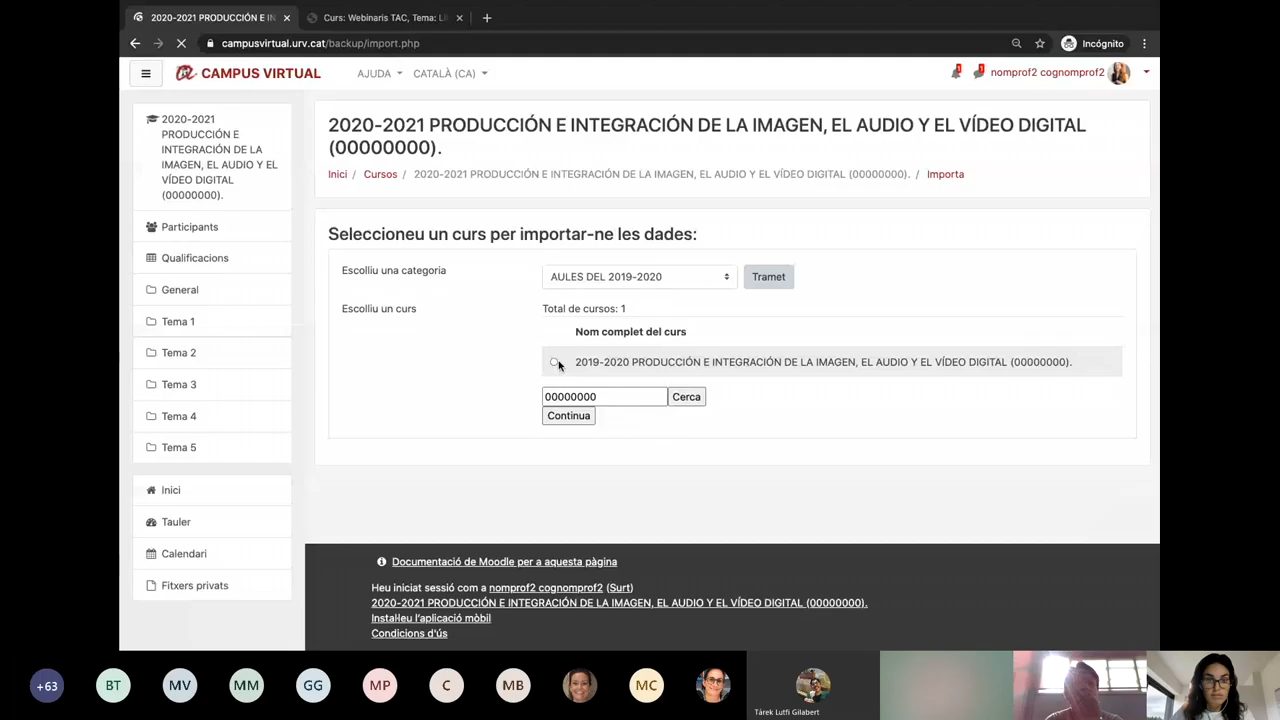 2020-2021 PRODUCCIÓN E IN
Curs: Webinaris TAC, Tema: Ll
campusvirtual.urv.cat/backup/import.php
Incógnito
CAMPUS VIRTUAL
AJUDA
CATALÀ (CA)
nomprof2 cognomprof2
2020-2021
PRODUCCIÓN E
INTEGRACIÓN DE LA
IMAGEN, EL AUDIO Y EL
VÍDEO DIGITAL
(00000000).
Participants
Qualificacions
General
Tema 1
Tema 2
Tema 3
Tema 4
Tema 5
Inici
Tauler
Calendari
Fitxers privats
2020-2021 PRODUCCIÓN E INTEGRACIÓN DE LA IMAGEN, EL AUDIO Y EL VÍDEO DIGITAL
(00000000).
Inici / Cursos / 2020-2021 PRODUCCIÓN E INTEGRACIÓN DE LA IMAGEN, EL AUDIO Y EL VÍDEO DIGITAL (00000000). / Importa
Seleccioneu un curs per importar-ne les dades:
Escolliu una categoria
AULES DEL 2019-2020
Tramet
Escolliu un curs
Total de cursos: 1
Nom complet del curs
2019-2020 PRODUCCIÓN E INTEGRACIÓN DE LA IMAGEN, EL AUDIO Y EL VÍDEO DIGITAL (00000000).
00000000
Cerca
Continua
Documentació de Moodle per a aquesta pàgina
Heu iniciat sessió com a nomprof2 cognomprof2 (Surt)
2020-2021 PRODUCCIÓN E INTEGRACIÓN DE LA IMAGEN, EL AUDIO Y EL VÍDEO DIGITAL (00000000).
Instal·leu l'aplicació mòbil
Condicions d'ús
+63
BT
MV
MM
GG
MP
C
MB
MC
Tárek Lutfi Gilabert